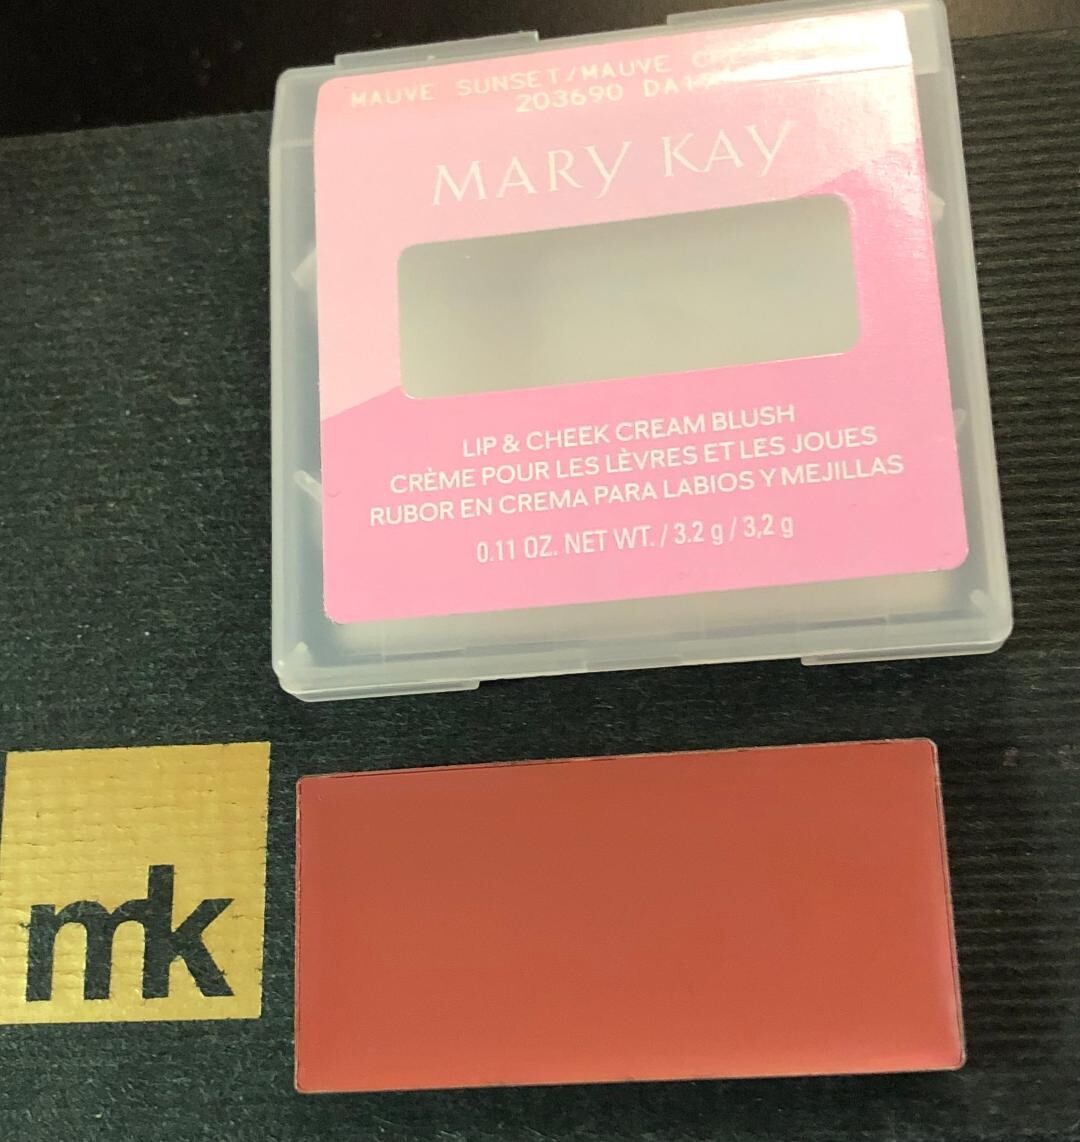 MAUVE SUNSET/MAUVE
203690
MARY KAY
LIP & CHEEK CREAM BLUSH
CRÈME POUR LES LÈVRES ET LES JOUES
RUBOR EN CREMA PARA LABIOS Y MEJILLAS
0.11 OZ. NET WT. / 3.2 g / 3,2 g
mk